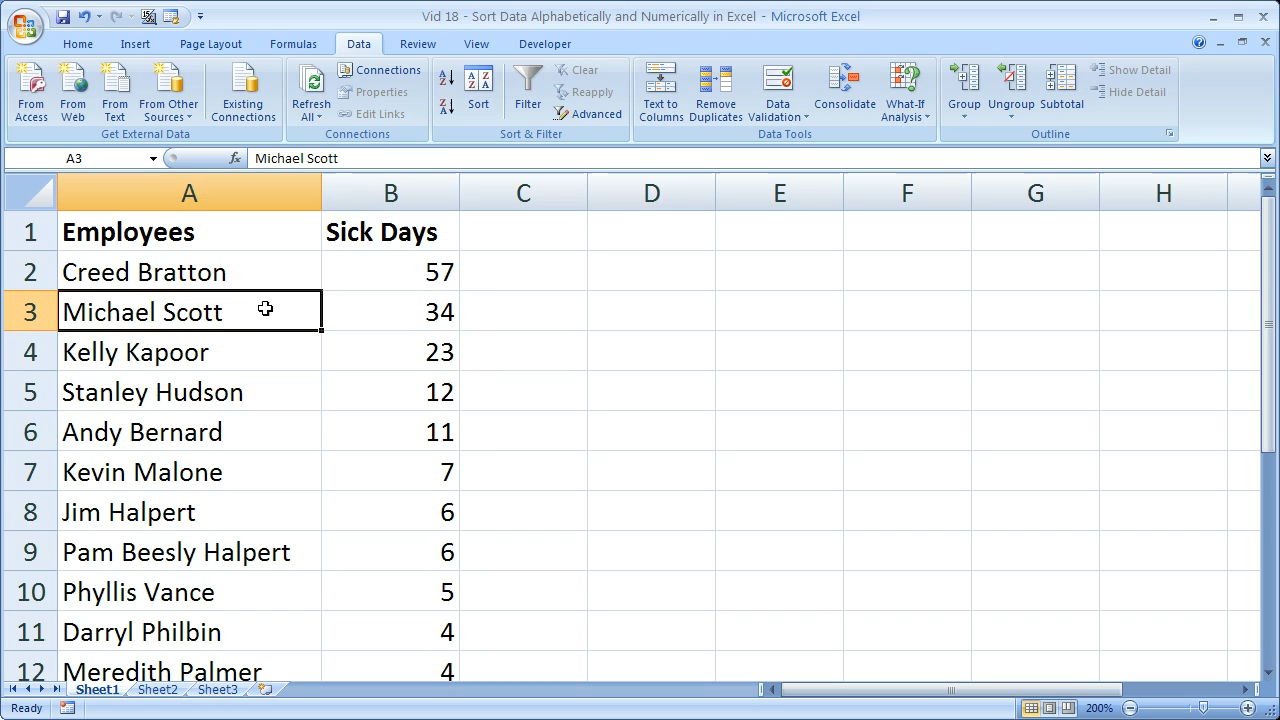 Vid 18 - Sort Data Alphabetically and Numerically in Excel - Microsoft Excel
Home Insert Page Layout Formulas Data Review View Developer
From Access From Web From Text From Other Sources Existing Connections
Get External Data
Refresh All Connections Properties Edit Links
Connections
A Z Z A Sort Filter Clear Reapply Advanced
Sort & Filter
Text to Columns Remove Duplicates Data Validation Consolidate What-If Analysis
Data Tools
Group Ungroup Subtotal Show Detail Hide Detail
Outline
A3 fx Michael Scott
A B C D E F G H
1 Employees Sick Days
2 Creed Bratton 57
3 Michael Scott 34
4 Kelly Kapoor 23
5 Stanley Hudson 12
6 Andy Bernard 11
7 Kevin Malone 7
8 Jim Halpert 6
9 Pam Beesly Halpert 6
10 Phyllis Vance 5
11 Darryl Philbin 4
12 Meredith Palmer 4
Sheet1 Sheet2 Sheet3
Ready 200%